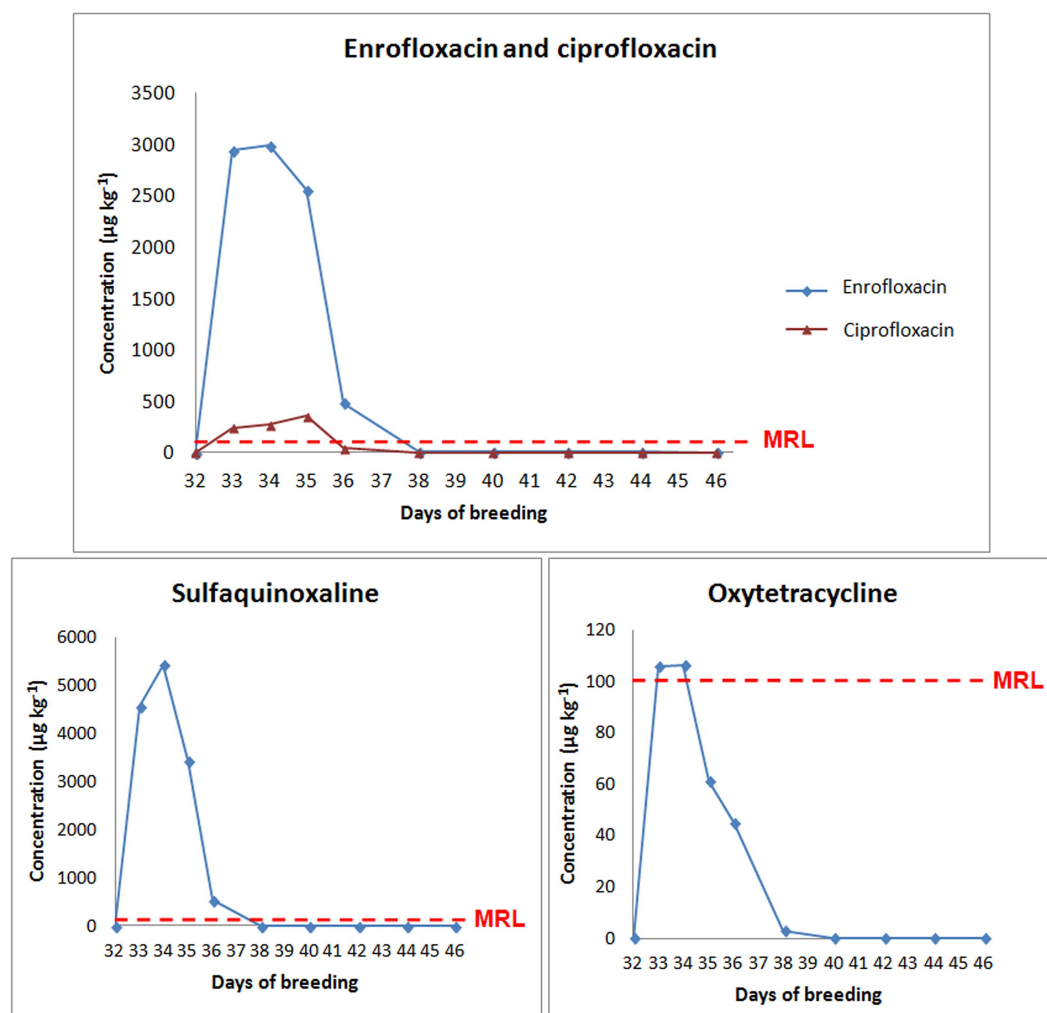 Enrofloxacin and ciprofloxacin
Concentration (µg kg⁻¹)
3500
3000
2500
2000
1500
1000
500
0
Enrofloxacin
Ciprofloxacin
MRL
32 33 34 35 36 37 38 39 40 41 42 43 44 45 46
Days of breeding
Sulfaquinoxaline
Concentration (µg kg⁻¹)
6000
5000
4000
3000
2000
1000
0
MRL
32 33 34 35 36 37 38 39 40 41 42 43 44 45 46
Days of breeding
Oxytetracycline
Concentration (µg kg⁻¹)
120
100
80
60
40
20
0
MRL
32 33 34 35 36 37 38 39 40 41 42 43 44 45 46
Days of breeding